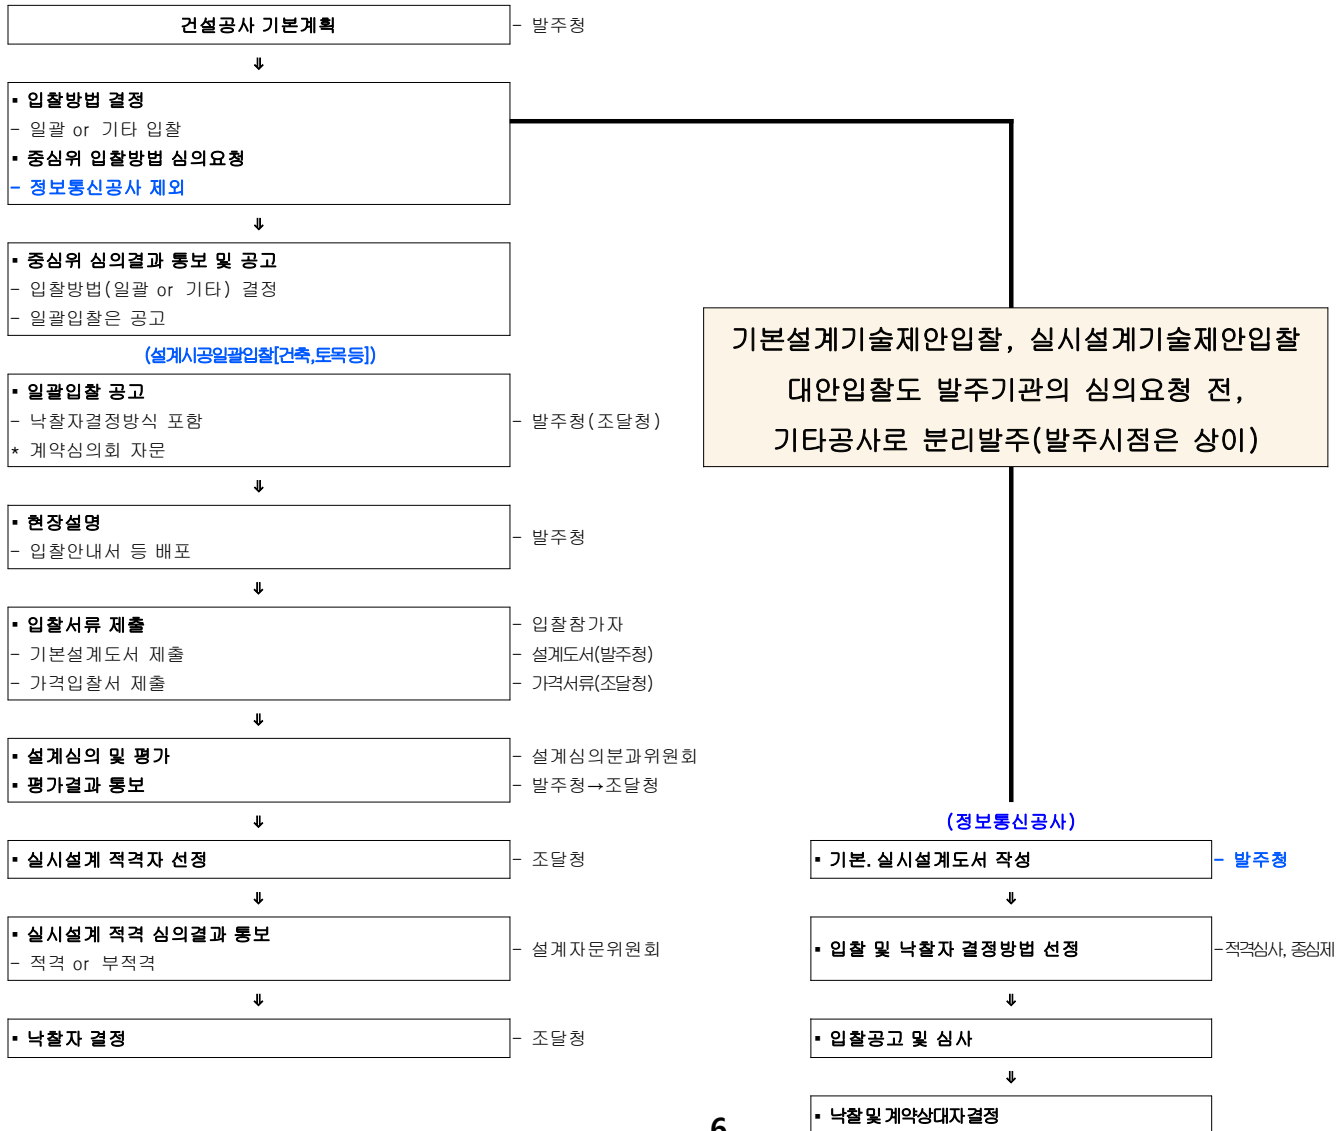 건설공사 기본계획
- 발주청
⇓
▪ 입찰방법 결정
- 일괄 or 기타 입찰
▪ 중심위 입찰방법 심의요청
- 정보통신공사 제외
⇓
▪ 중심위 심의결과 통보 및 공고
- 입찰방법(일괄 or 기타) 결정
- 일괄입찰은 공고
(설계시공일괄입찰[건축,토목 등])
▪ 일괄입찰 공고
- 낙찰자결정방식 포함
* 계약심의회 자문
- 발주청(조달청)
⇓
▪ 현장설명
- 입찰안내서 등 배포
- 발주청
⇓
▪ 입찰서류 제출
- 기본설계도서 제출
- 가격입찰서 제출
- 입찰참가자
- 설계도서(발주청)
- 가격서류(조달청)
⇓
▪ 설계심의 및 평가
▪ 평가결과 통보
- 설계심의분과위원회
- 발주청→조달청
⇓
▪ 실시설계 적격자 선정
- 조달청
⇓
▪ 실시설계 적격 심의결과 통보
- 적격 or 부적격
- 설계자문위원회
⇓
▪ 낙찰자 결정
- 조달청
기본설계기술제안입찰, 실시설계기술제안입찰
대안입찰도 발주기관의 심의요청 전,
기타공사로 분리발주(발주시점은 상이)
(정보통신공사)
▪ 기본. 실시설계도서 작성
- 발주청
⇓
▪ 입찰 및 낙찰자 결정방법 선정
- 적격심사, 종심제
⇓
▪ 입찰공고 및 심사
⇓
▪ 낙찰 및 계약상대자 결정
6